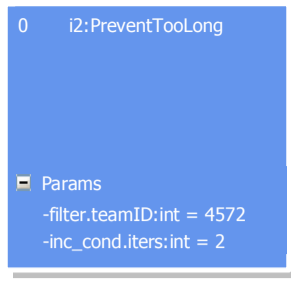 0 i2:PreventTooLong
Params
-filter.teamID:int = 4572
-inc_cond.iters:int = 2